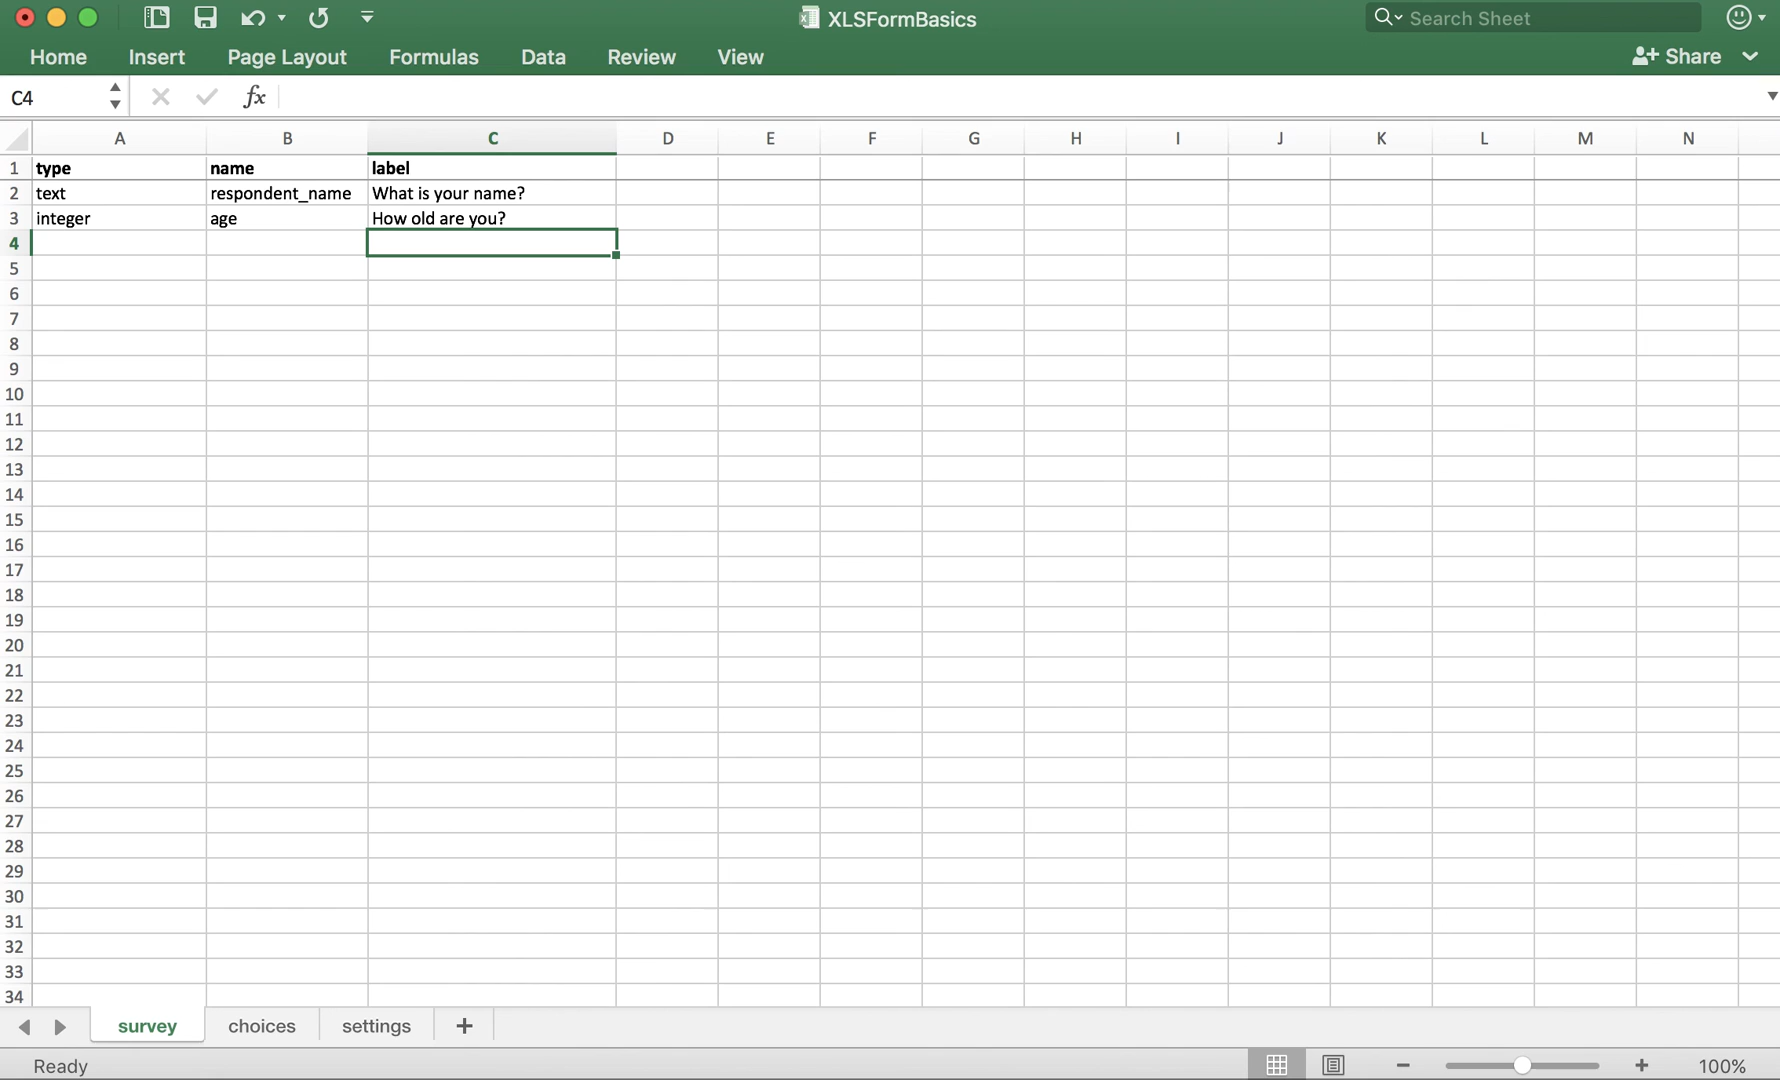 XLSFormBasics
Search Sheet
Home Insert Page Layout Formulas Data Review View
Share
C4 fx
A B C D E F G H I J K L M N
1 type name label
2 text respondent_name What is your name?
3 integer age How old are you?
4
5
6
7
8
9
10
11
12
13
14
15
16
17
18
19
20
21
22
23
24
25
26
27
28
29
30
31
32
33
34
survey choices settings +
Ready − + 100%